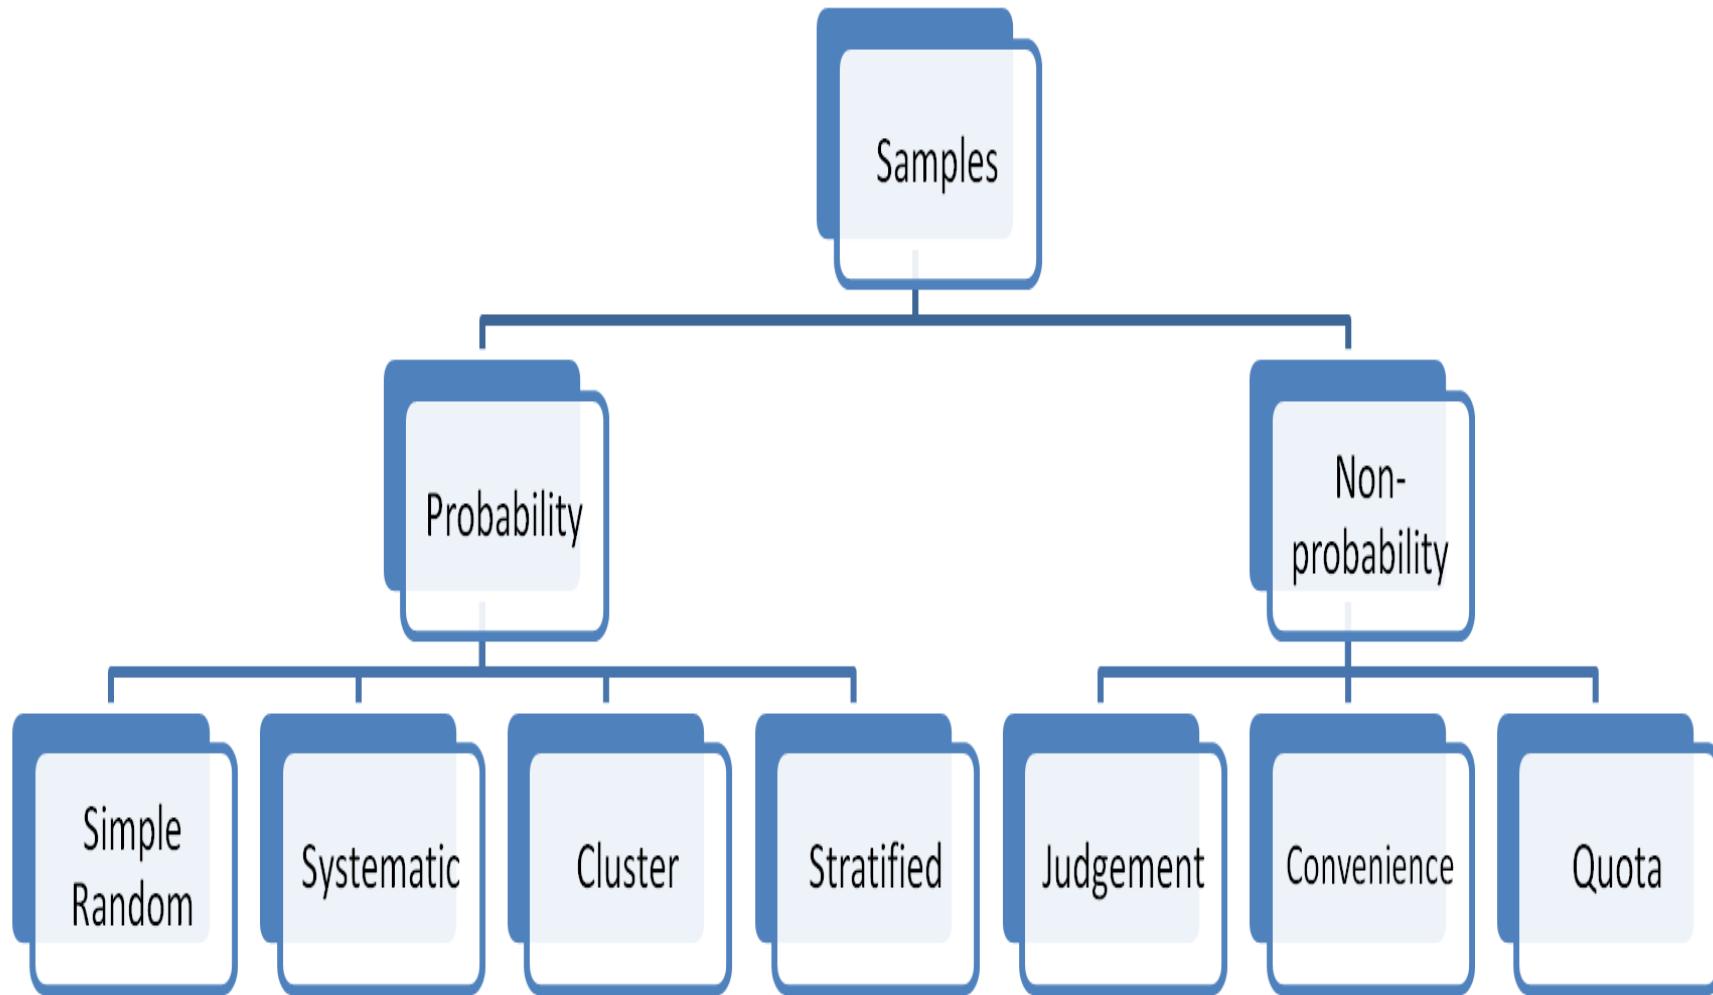 Samples
Probability
Non-
probability
Simple
Random
Systematic
Cluster
Stratified
Judgement
Convenience
Quota